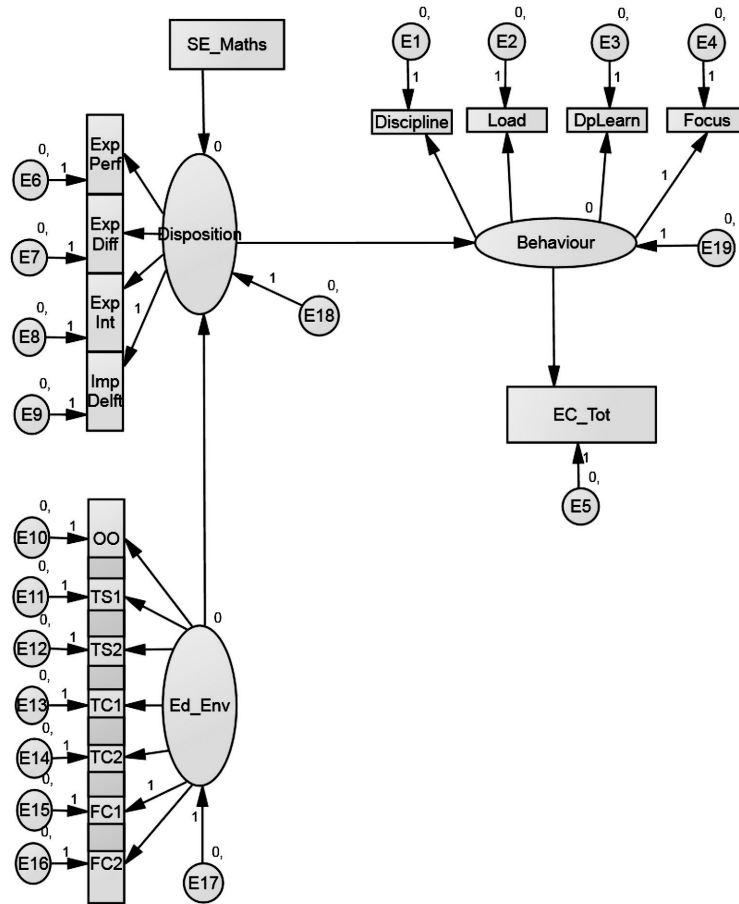 0,
0,
0,
0,
SE_Maths
E1
E2
E3
E4
1
1
1
1
Discipline
Load
DpLearn
Focus
0,
Exp
Perf
0
E6
1
1
0,
Exp
Diff
Disposition
0
0,
E7
1
Behaviour
1
E19
0,
Exp
Int
1
1
0,
E8
1
E18
0,
Imp
Delft
E9
1
EC_Tot
1
0,
E5
0,
E10
1
OO
0,
E11
1
TS1
0
0,
E12
1
TS2
0,
E13
1
TC1
Ed_Env
0,
E14
1
TC2
0,
1
E15
1
FC1
1
0,
0,
E16
1
FC2
E17